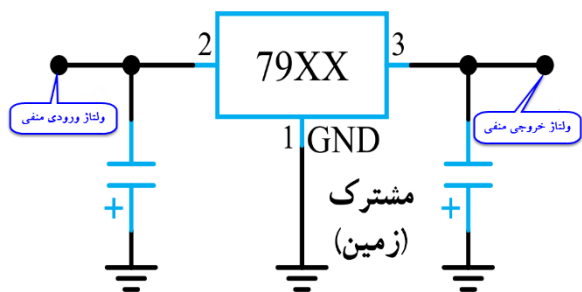 2
79XX
3
ولتاژ ورودی منفی
ولتاژ خروجی منفی
1
GND
مشترک
(زمین)
+
+